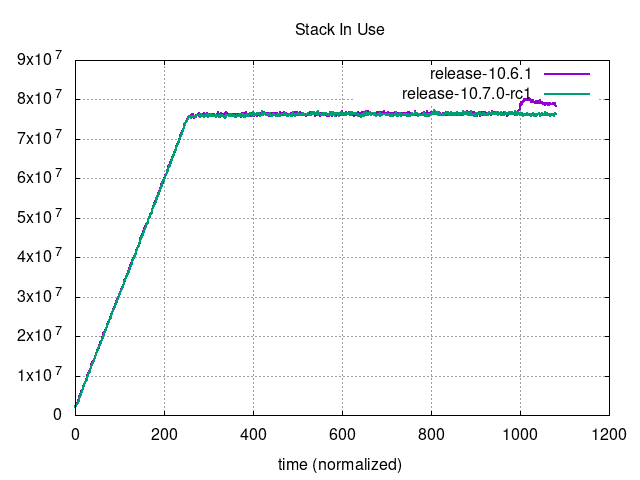 Stack In Use
9x10^7
8x10^7
7x10^7
6x10^7
5x10^7
4x10^7
3x10^7
2x10^7
1x10^7
0
release-10.6.1
release-10.7.0-rc1
0 200 400 600 800 1000 1200
time (normalized)